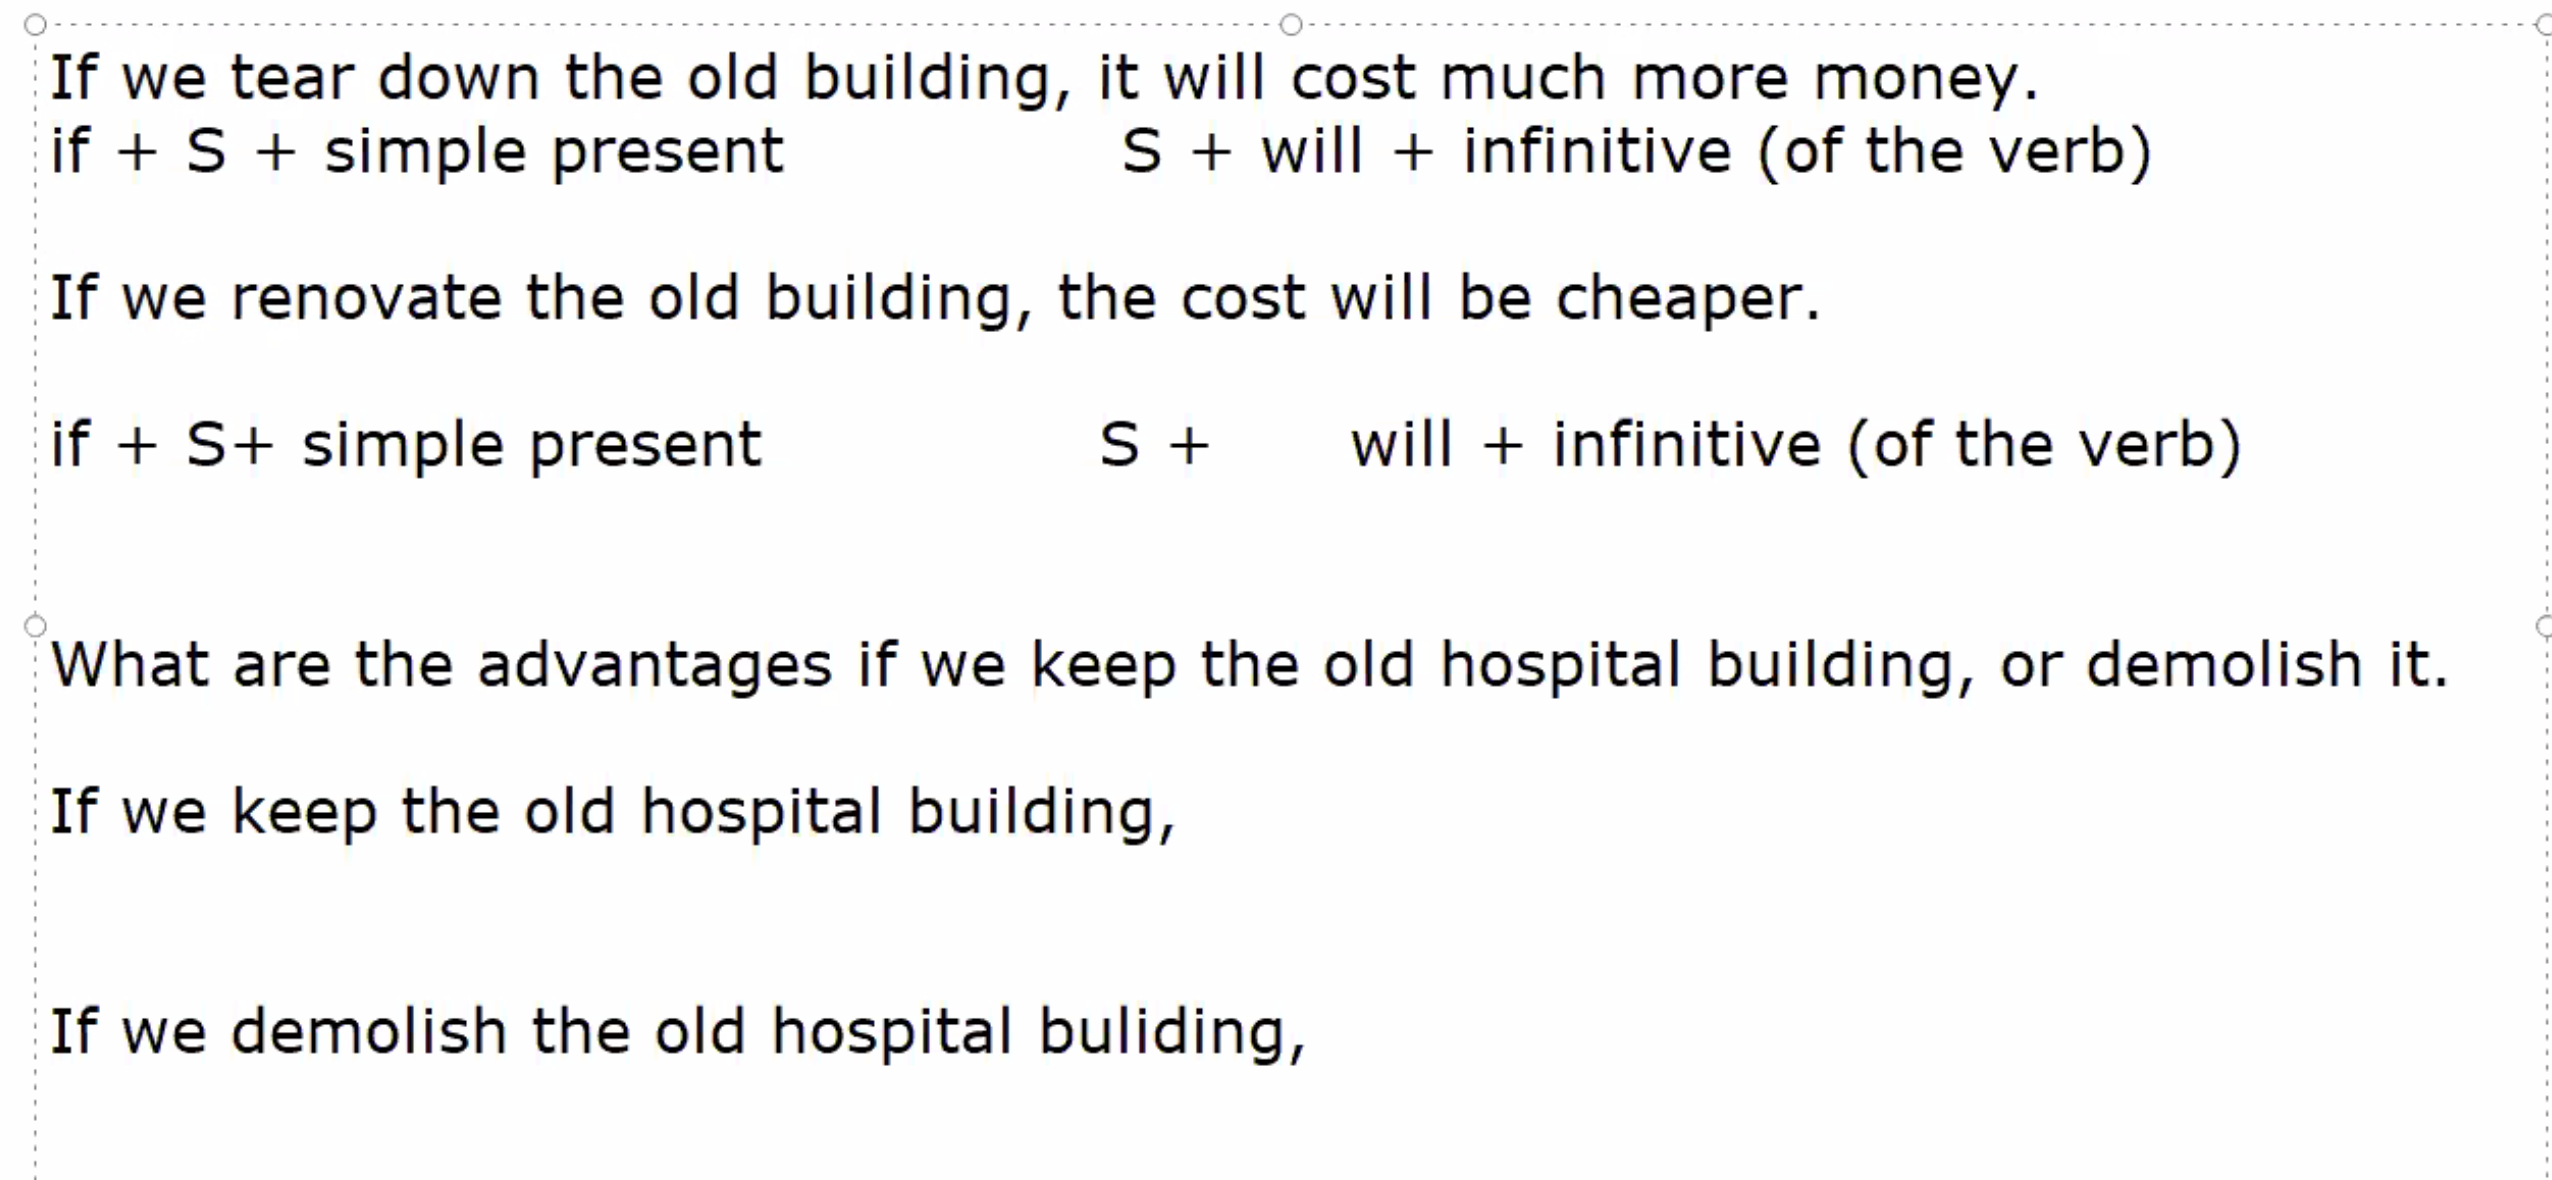 If we tear down the old building, it will cost much more money.
if + S + simple present S + will + infinitive (of the verb)
If we renovate the old building, the cost will be cheaper.
if + S+ simple present S + will + infinitive (of the verb)
What are the advantages if we keep the old hospital building, or demolish it.
If we keep the old hospital building,
If we demolish the old hospital buliding,